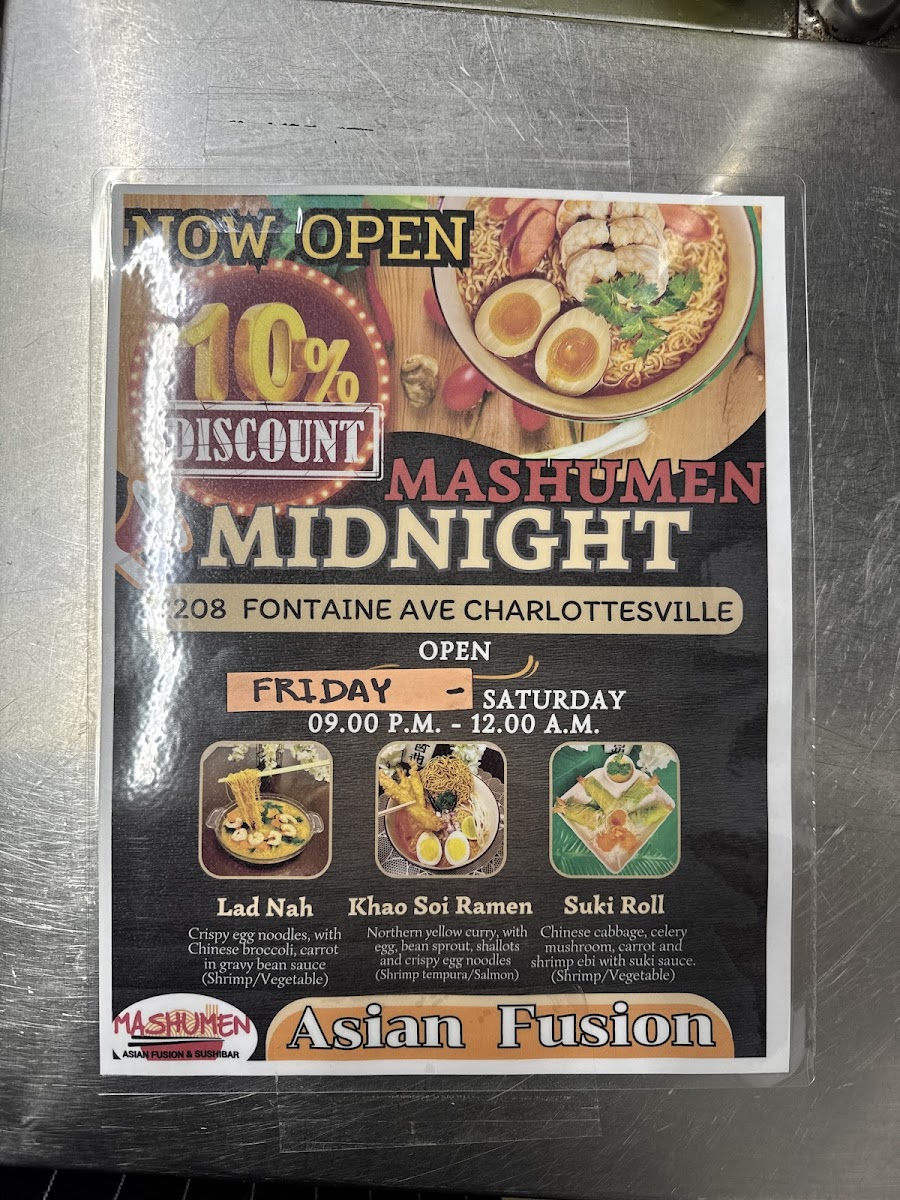 NOW OPEN
10%
DISCOUNT
MASHUMEN
MIDNIGHT
208 FONTAINE AVE CHARLOTTESVILLE
OPEN
FRIDAY -
SATURDAY
09.00 P.M. - 12.00 A.M.
Lad Nah
Crispy egg noodles, with
Chinese broccoli, carrot
in gravy bean sauce
(Shrimp/Vegetable)
Khao Soi Ramen
Northern yellow curry, with
egg, bean sprout, shallots
and crispy egg noodles
(Shrimp tempura/Salmon)
Suki Roll
Chinese cabbage, celery
mushroom, carrot and
shrimp ebi with suki sauce.
(Shrimp/Vegetable)
MASHUMEN
ASIAN FUSION & SUSHIBAR
Asian Fusion